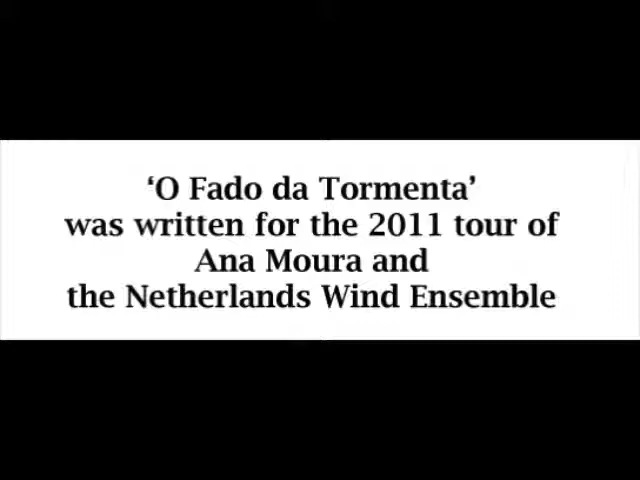 ‘O Fado da Tormenta’
was written for the 2011 tour of
Ana Moura and
the Netherlands Wind Ensemble